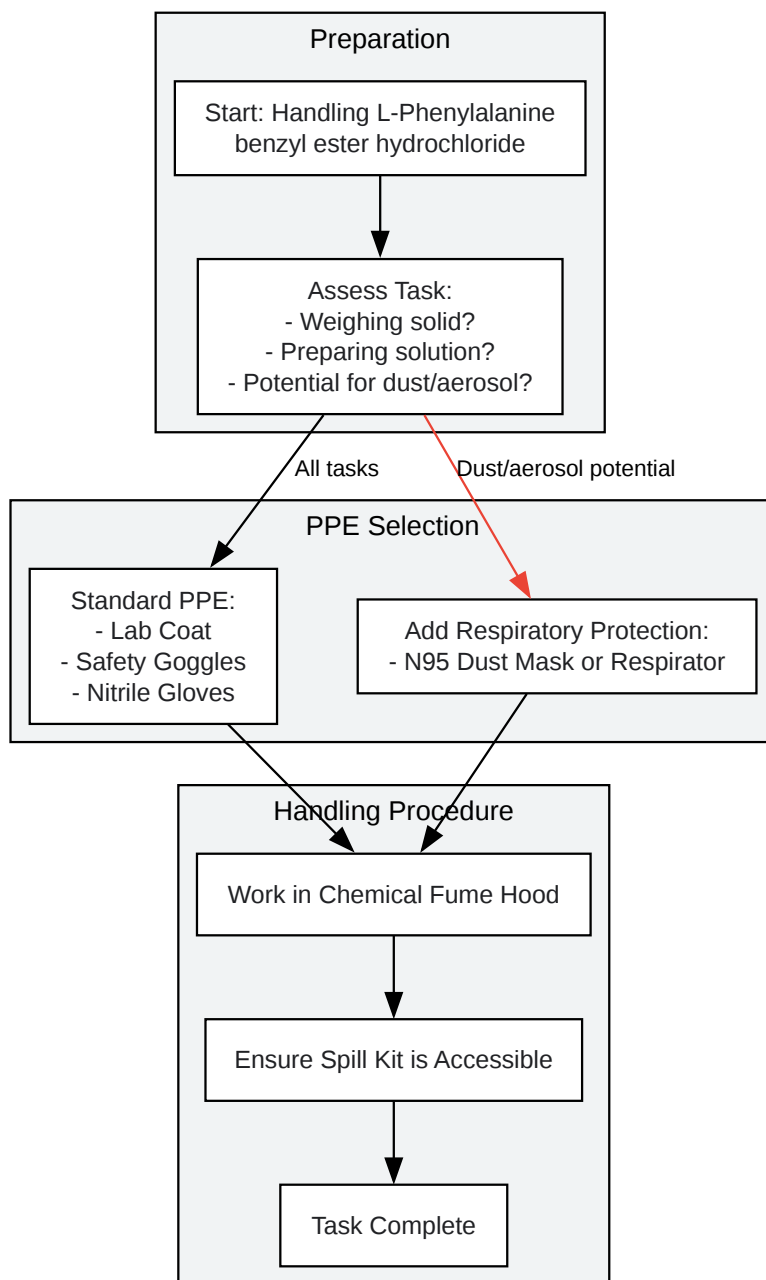 Preparation
Start: Handling L-Phenylalanine
benzyl ester hydrochloride
Assess Task:
- Weighing solid?
- Preparing solution?
- Potential for dust/aerosol?
All tasks
Dust/aerosol potential
PPE Selection
Standard PPE:
- Lab Coat
- Safety Goggles
- Nitrile Gloves
Add Respiratory Protection:
- N95 Dust Mask or Respirator
Handling Procedure
Work in Chemical Fume Hood
Ensure Spill Kit is Accessible
Task Complete